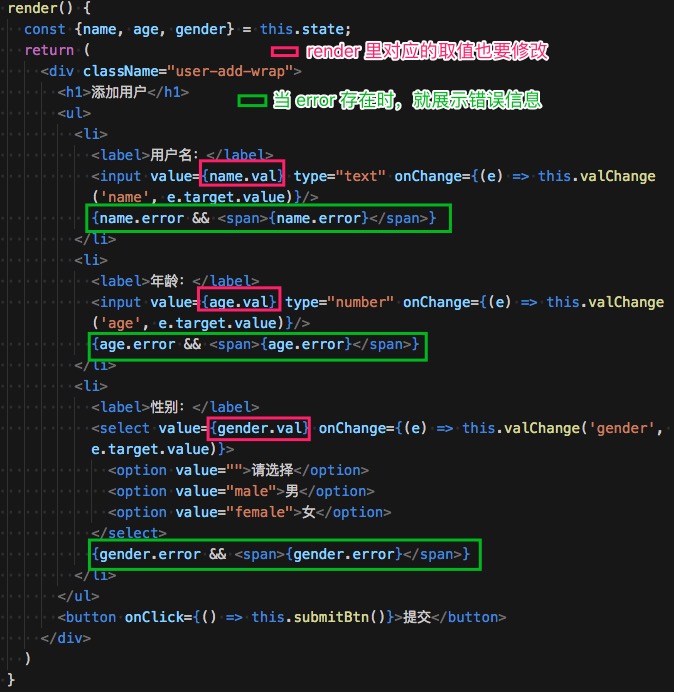 render() {
const {name, age, gender} = this.state;
return ( render 里对应的取值也要修改
<div className="user-add-wrap">
<h1>添加用户</h1> 当 error 存在时，就展示错误信息
<ul>
<li>
<label>用户名: </label>
<input value={name.val} type="text" onChange={(e) => this.valChange
('name', e.target.value)}/>
{name.error && <span>{name.error}</span>}
</li>
<li>
<label>年龄: </label>
<input value={age.val} type="number" onChange={(e) => this.valChange
('age', e.target.value)}/>
{age.error && <span>{age.error}</span>}
</li>
<li>
<label>性别: </label>
<select value={gender.val} onChange={(e) => this.valChange('gender',
e.target.value)}>
<option value="">请选择</option>
<option value="male">男</option>
<option value="female">女</option>
</select>
{gender.error && <span>{gender.error}</span>}
</li>
</ul>
<button onClick={() => this.submitBtn()}>提交</button>
</div>
)
}